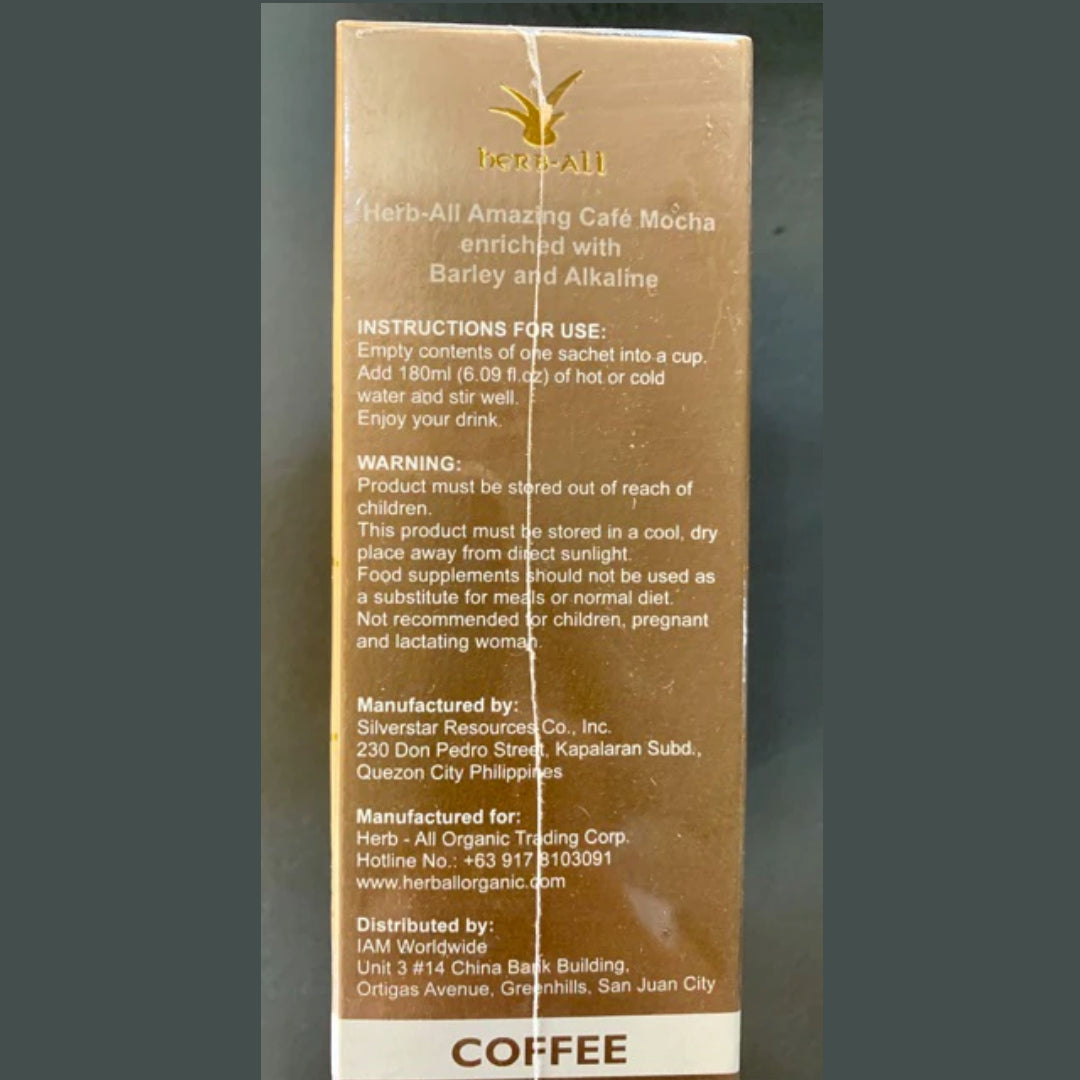 herb-all
Herb-All Amazing Café Mocha
enriched with
Barley and Alkaline
INSTRUCTIONS FOR USE:
Empty contents of one sachet into a cup.
Add 180ml (6.09 fl.oz) of hot or cold
water and stir well.
Enjoy your drink.
WARNING:
Product must be stored out of reach of
children.
This product must be stored in a cool, dry
place away from direct sunlight.
Food supplements should not be used as
a substitute for meals or normal diet.
Not recommended for children, pregnant
and lactating woman.
Manufactured by:
Silverstar Resources Co., Inc.
230 Don Pedro Street, Kapalaran Subd.,
Quezon City Philippines
Manufactured for:
Herb - All Organic Trading Corp.
Hotline No.: +63 917 8103091
www.herballorganic.com
Distributed by:
IAM Worldwide
Unit 3 #14 China Bank Building,
Ortigas Avenue, Greenhills, San Juan City
COFFEE